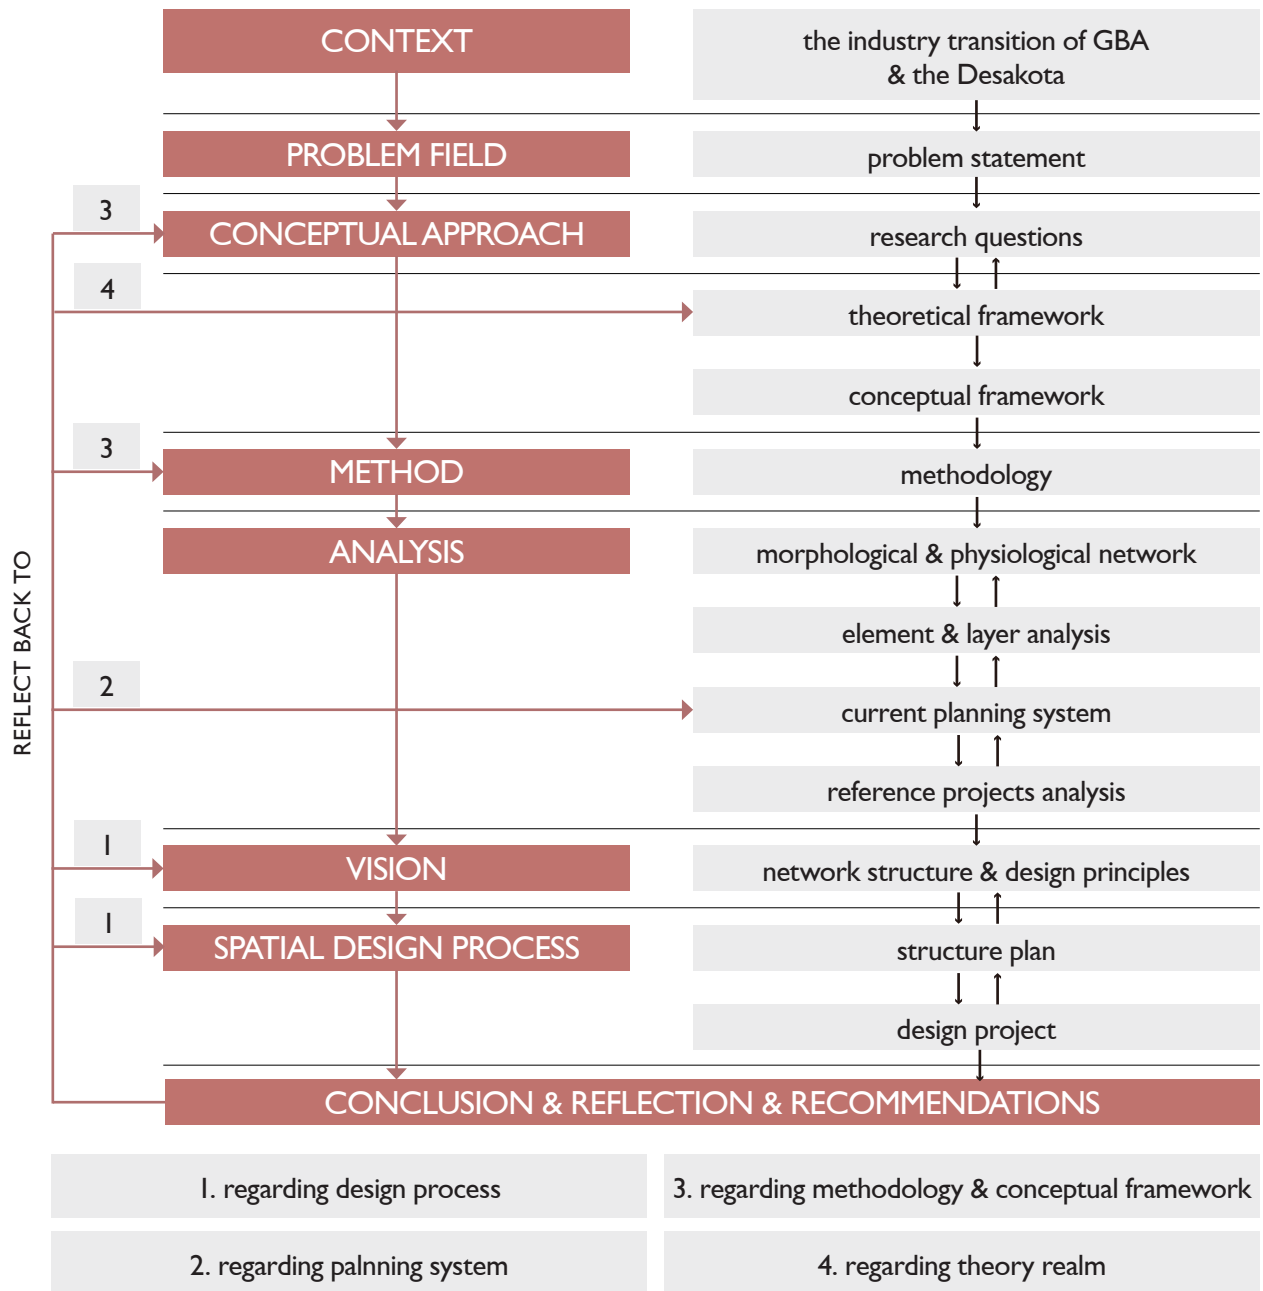 CONTEXT
the industry transition of GBA
& the Desakota
PROBLEM FIELD
problem statement
3
CONCEPTUAL APPROACH
research questions
4
theoretical framework
conceptual framework
3
METHOD
methodology
ANALYSIS
morphological & physiological network
REFLECT BACK TO
element & layer analysis
2
current planning system
reference projects analysis
1
VISION
network structure & design principles
1
SPATIAL DESIGN PROCESS
structure plan
design project
CONCLUSION & REFLECTION & RECOMMENDATIONS
1. regarding design process
3. regarding methodology & conceptual framework
2. regarding palnning system
4. regarding theory realm